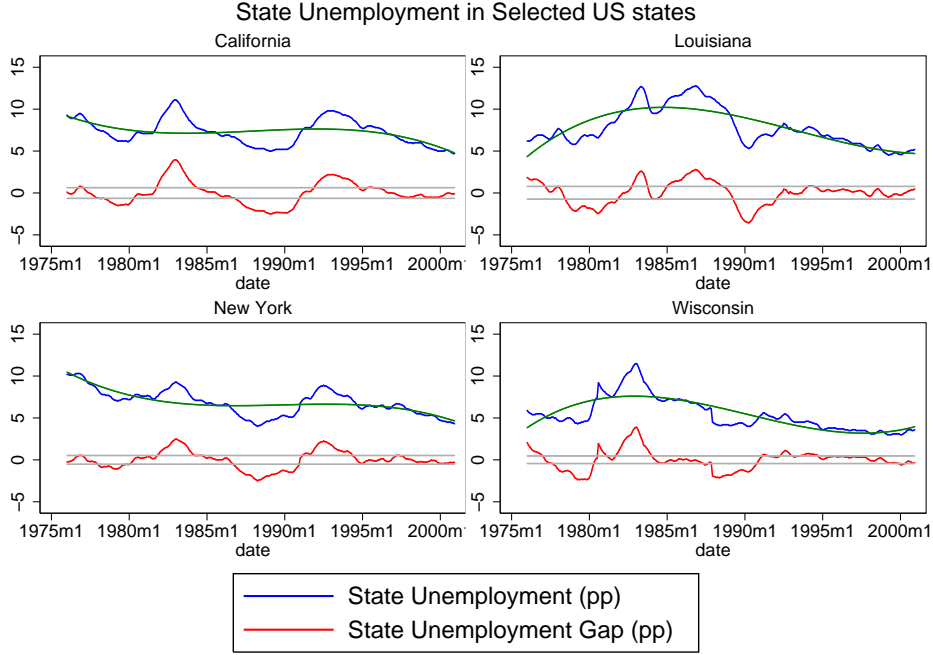 State Unemployment in Selected US states
California
15
10
5
0
−5
1975m1 1980m1 1985m1 1990m1 1995m1 2000m1
date
Louisiana
15
10
5
0
−5
1975m1 1980m1 1985m1 1990m1 1995m1 2000m1
date
New York
15
10
5
0
−5
1975m1 1980m1 1985m1 1990m1 1995m1 2000m1
date
Wisconsin
15
10
5
0
−5
1975m1 1980m1 1985m1 1990m1 1995m1 2000m1
date
State Unemployment (pp)
State Unemployment Gap (pp)